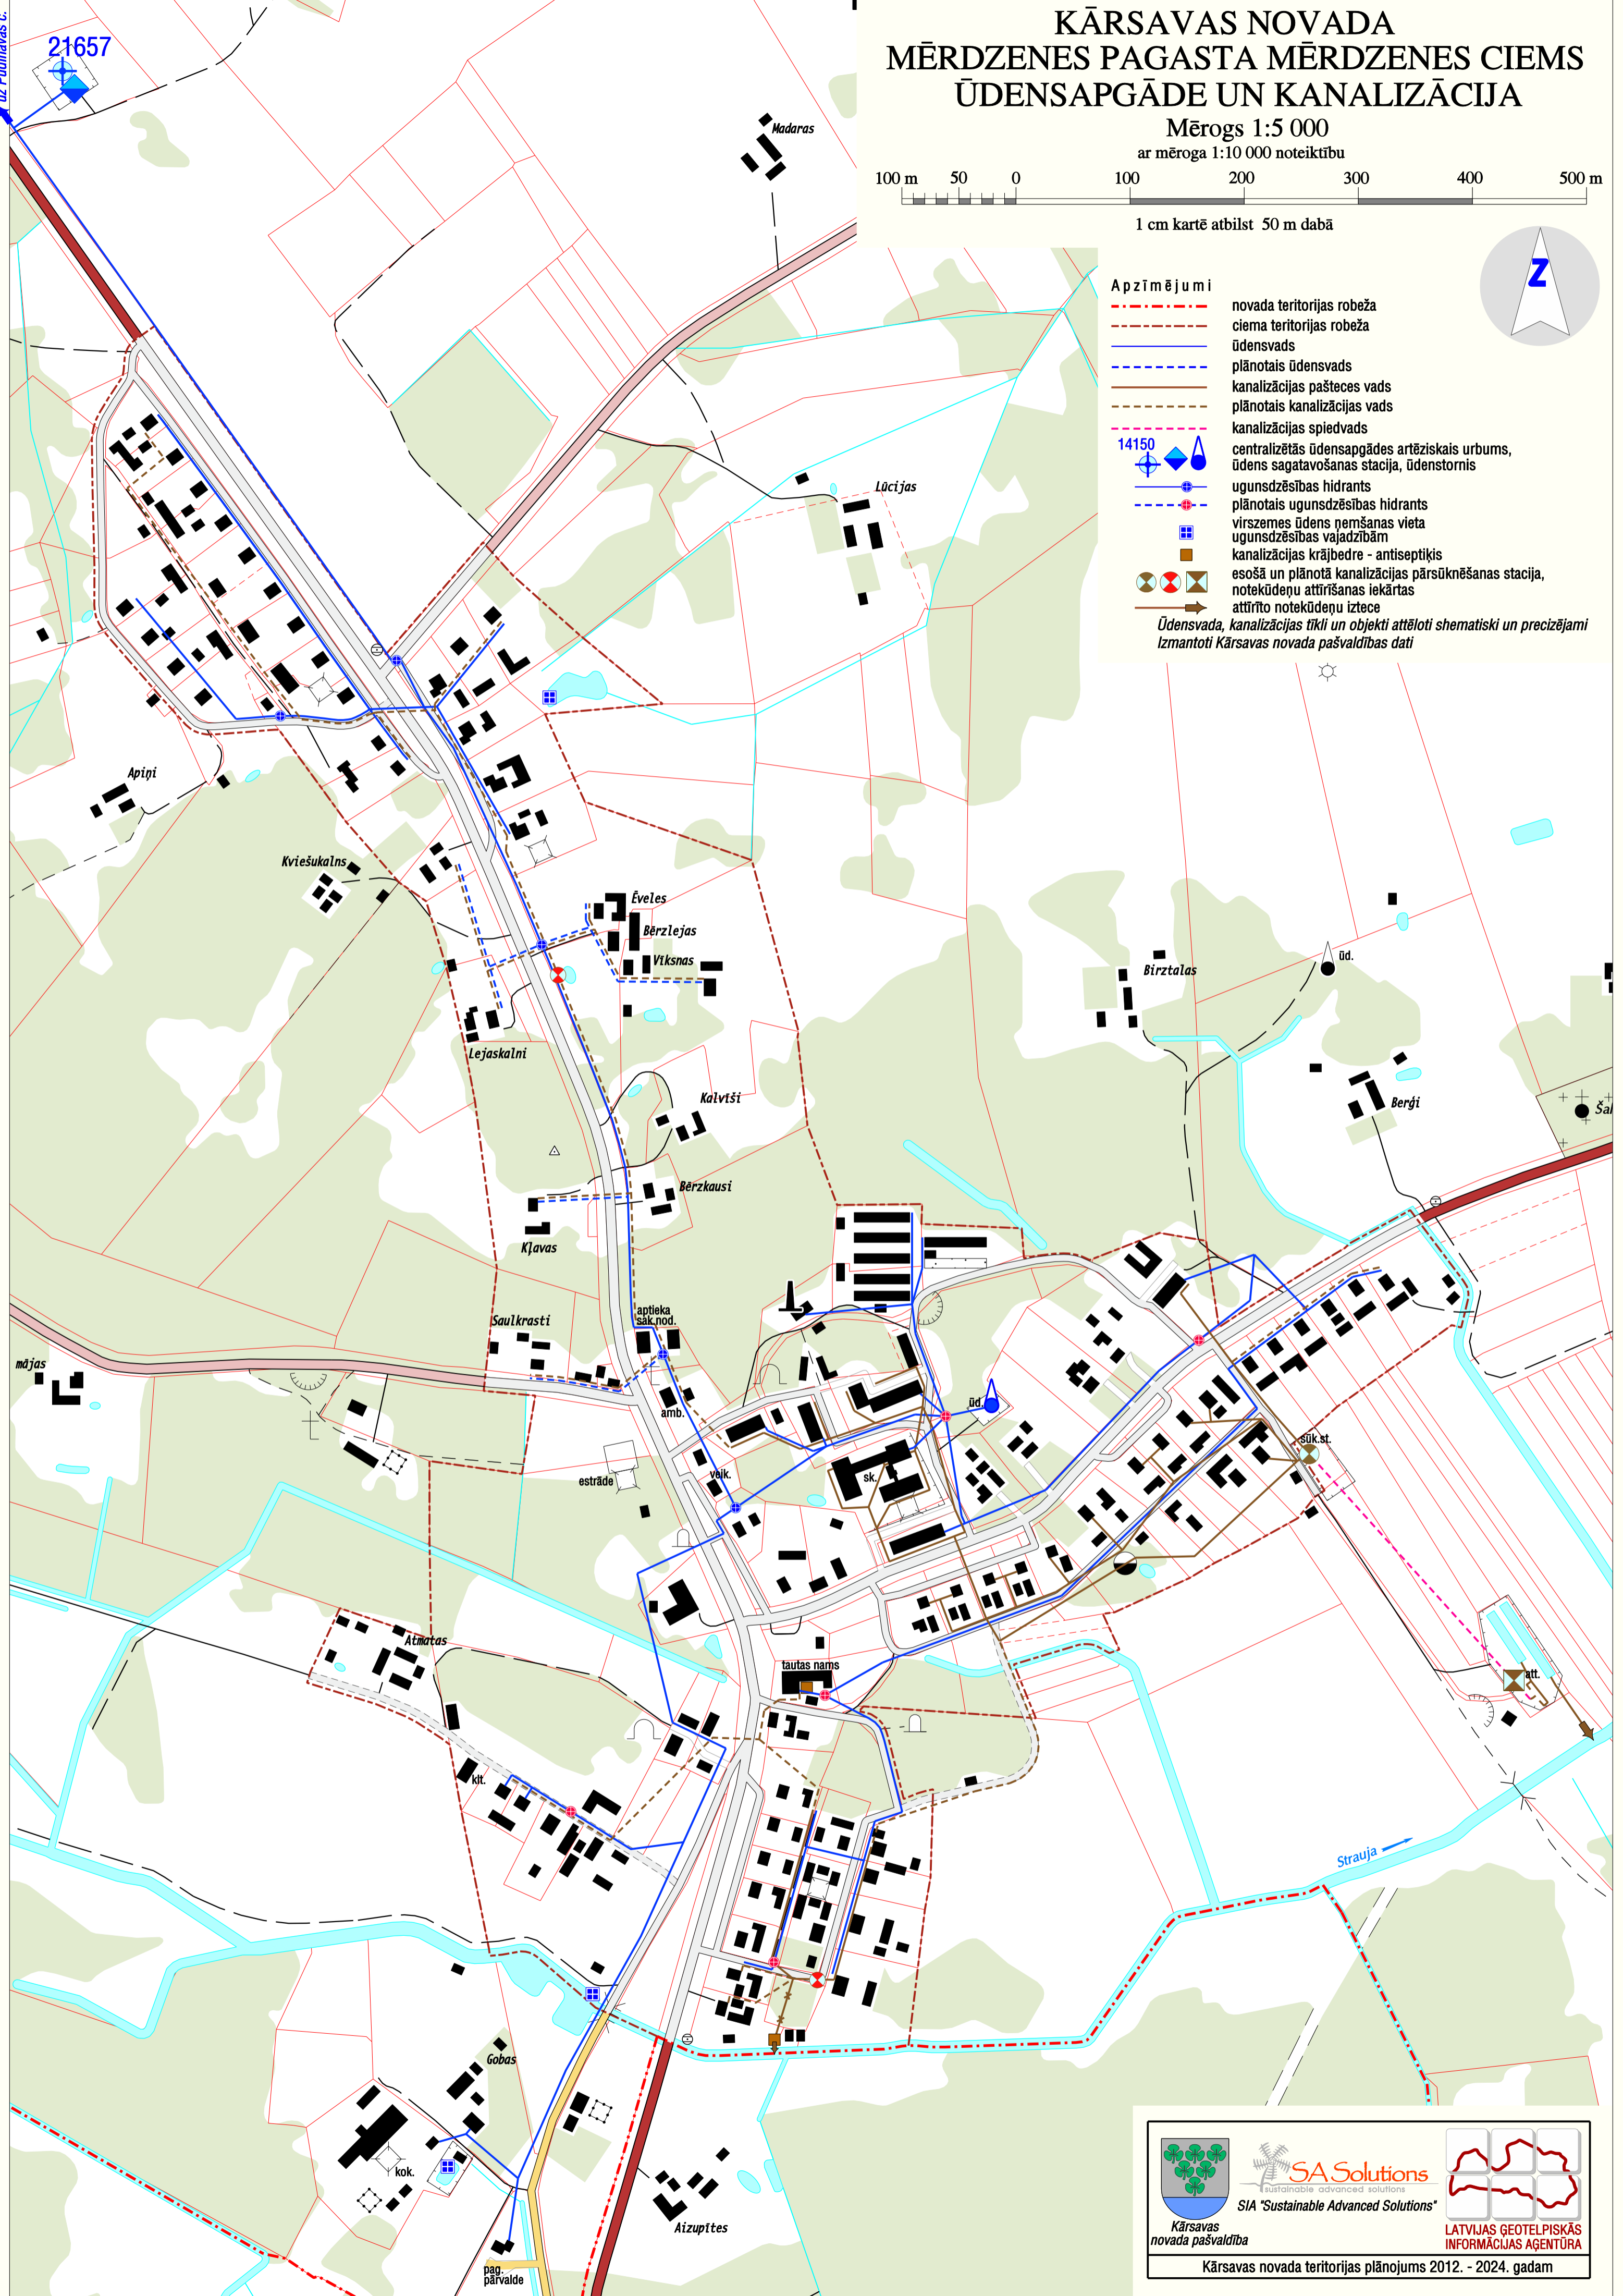 KĀRSAVAS NOVADA
MĒRDZENES PAGASTA MĒRDZENES CIEMS
ŪDENSAPGĀDE UN KANALIZĀCIJA
Mērogs 1:5 000
ar mēroga 1:10 000 noteiktību
100 m 50 0 100 200 300 400 500 m
1 cm kartē atbilst 50 m dabā
Z
Apzīmējumi
novada teritorijas robeža
ciema teritorijas robeža
ūdensvads
plānotais ūdensvads
kanalizācijas pašteces vads
plānotais kanalizācijas vads
kanalizācijas spiedvads
14150
centralizētās ūdensapgādes artēziskais urbums,
ūdens sagatavošanas stacija, ūdenstornis
ugunsdzēsības hidrants
plānotais ugunsdzēsības hidrants
virszemes ūdens ņemšanas vieta
ugunsdzēsības vajadzībām
kanalizācijas krājbedre - antiseptiķis
esošā un plānotā kanalizācijas pārsūknēšanas stacija,
notekūdeņu attīrīšanas iekārtas
attīrīto notekūdeņu iztece
Ūdensvada, kanalizācijas tīkli un objekti attēloti shematiski un precizējami
Izmantoti Kārsavas novada pašvaldības dati
21657
Madaras
Lūcijas
Apiņi
Kviešukalns
Ēveles
Bērzlejas
Vīksnas
Birztalas
ūd.
Lejaskalni
Kalvīši
Berģi
Bērzkausi
Kļavas
aptieka
sak.nod.
Saulkrasti
mājas
ūd.
amb.
sūk.st.
veik.
sk.
estrāde
Atmatas
tautas nams
att.
klt.
Strauja
Gobas
kok.
Aizupītes
pag.
pārvalde
SA Solutions
sustainable advanced solutions
SIA "Sustainable Advanced Solutions"
Kārsavas
novada pašvaldība
LATVIJAS ĢEOTELPISKĀS
INFORMĀCIJAS AĢENTŪRA
Kārsavas novada teritorijas plānojums 2012. - 2024. gadam